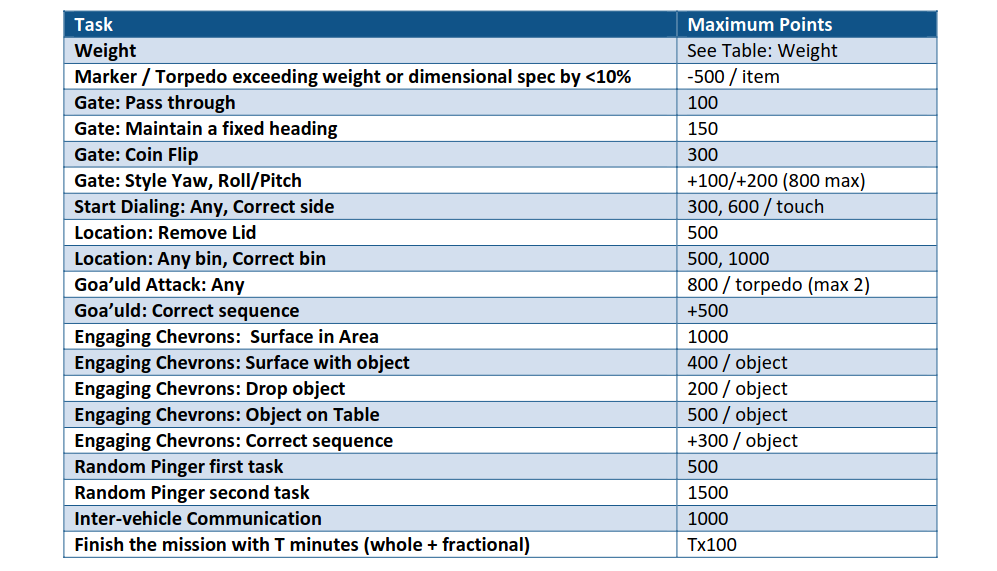 Task Maximum Points
Weight See Table: Weight
Marker / Torpedo exceeding weight or dimensional spec by <10% -500 / item
Gate: Pass through 100
Gate: Maintain a fixed heading 150
Gate: Coin Flip 300
Gate: Style Yaw, Roll/Pitch +100/+200 (800 max)
Start Dialing: Any, Correct side 300, 600 / touch
Location: Remove Lid 500
Location: Any bin, Correct bin 500, 1000
Goa’uld Attack: Any 800 / torpedo (max 2)
Goa’uld: Correct sequence +500
Engaging Chevrons:  Surface in Area 1000
Engaging Chevrons: Surface with object 400 / object
Engaging Chevrons: Drop object 200 / object
Engaging Chevrons: Object on Table 500 / object
Engaging Chevrons: Correct sequence +300 / object
Random Pinger first task 500
Random Pinger second task 1500
Inter-vehicle Communication 1000
Finish the mission with T minutes (whole + fractional) Tx100